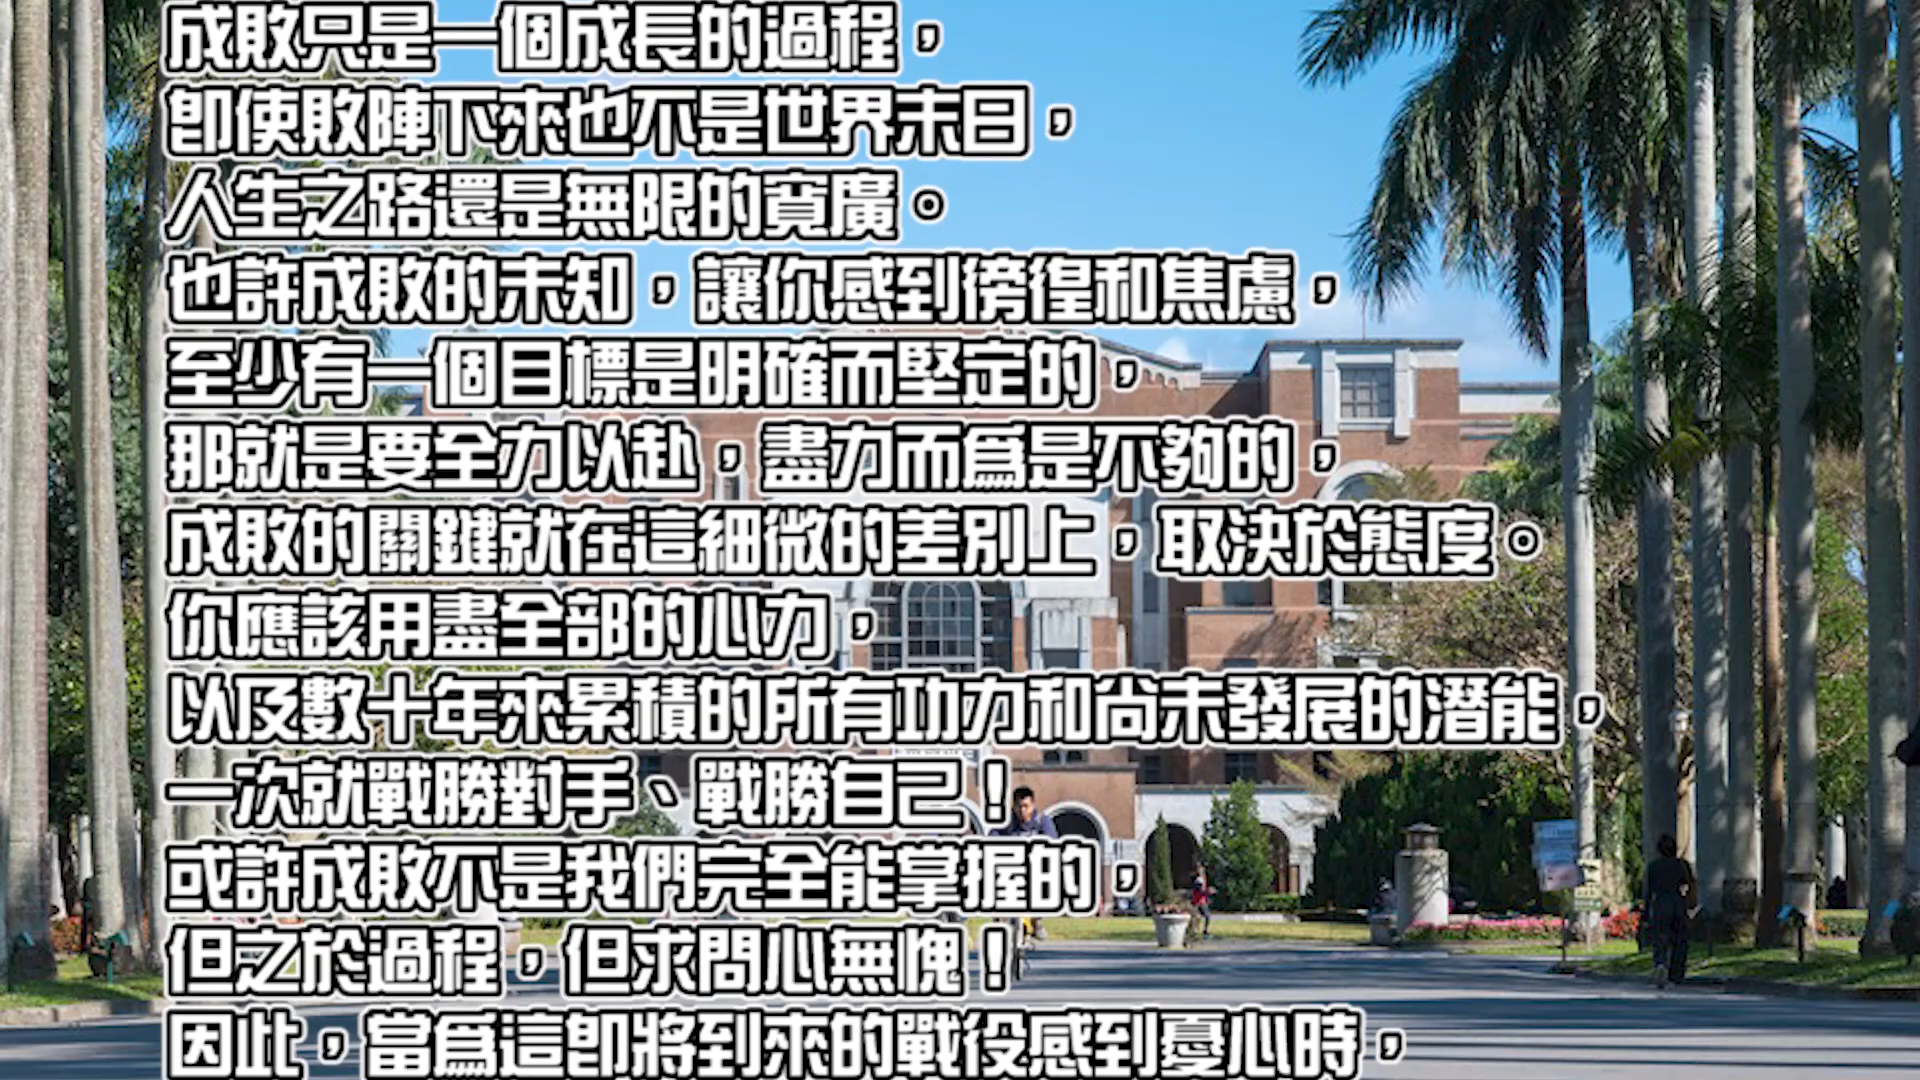 成敗只是一個成長的過程，
即使敗陣下來也不是世界末日，
人生之路還是無限的寬廣。
也許成敗的未知，讓你感到徬徨和焦慮，
至少有一個目標是明確而堅定的，
那就是要全力以赴，盡力而為是不夠的，
成敗的關鍵就在這細微的差別上，取決於態度。
你應該用盡全部的心力，
以及數十年來累積的所有功力和尚未發展的潛能，
一次就戰勝對手、戰勝自己！
或許成敗不是我們完全能掌握的，
但之於過程，但求問心無愧！
因此，當為這即將到來的戰役感到憂心時，